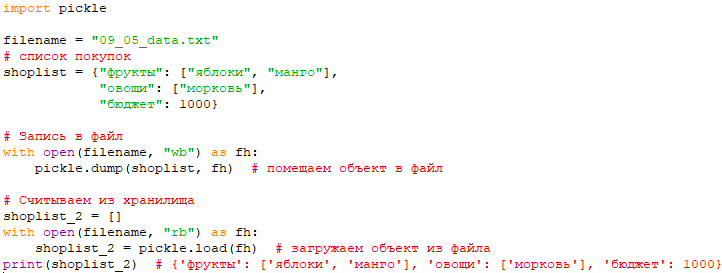 import pickle
filename = "09_05_data.txt"
# список покупок
shoplist = {"фрукты": ["яблоки", "манго"],
"овощи": ["морковь"],
"бюджет": 1000}
# Запись в файл
with open(filename, "wb") as fh:
pickle.dump(shoplist, fh)  # помещаем объект в файл
# Считываем из хранилища
shoplist_2 = []
with open(filename, "rb") as fh:
shoplist_2 = pickle.load(fh)  # загружаем объект из файла
print(shoplist_2)  # {'фрукты': ['яблоки', 'манго'], 'овощи': ['морковь'], 'бюджет': 1000}